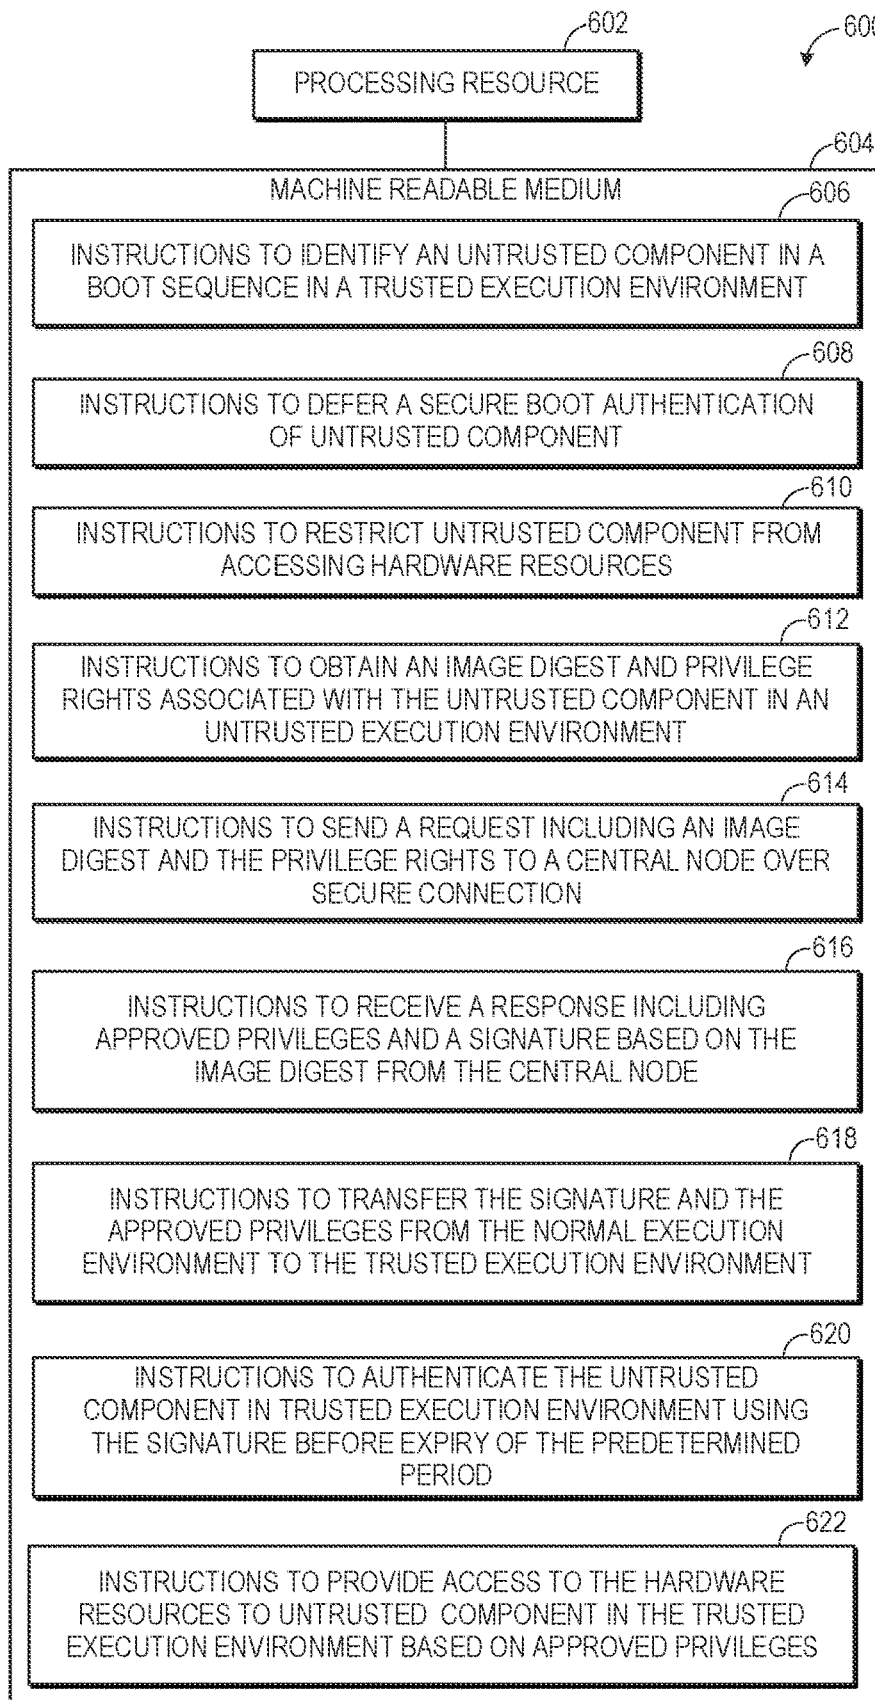 602
600
PROCESSING RESOURCE
604
MACHINE READABLE MEDIUM
606
INSTRUCTIONS TO IDENTIFY AN UNTRUSTED COMPONENT IN A
BOOT SEQUENCE IN A TRUSTED EXECUTION ENVIRONMENT
608
INSTRUCTIONS TO DEFER A SECURE BOOT AUTHENTICATION
OF UNTRUSTED COMPONENT
610
INSTRUCTIONS TO RESTRICT UNTRUSTED COMPONENT FROM
ACCESSING HARDWARE RESOURCES
612
INSTRUCTIONS TO OBTAIN AN IMAGE DIGEST AND PRIVILEGE
RIGHTS ASSOCIATED WITH THE UNTRUSTED COMPONENT IN AN
UNTRUSTED EXECUTION ENVIRONMENT
614
INSTRUCTIONS TO SEND A REQUEST INCLUDING AN IMAGE
DIGEST AND THE PRIVILEGE RIGHTS TO A CENTRAL NODE OVER
SECURE CONNECTION
616
INSTRUCTIONS TO RECEIVE A RESPONSE INCLUDING
APPROVED PRIVILEGES AND A SIGNATURE BASED ON THE
IMAGE DIGEST FROM THE CENTRAL NODE
618
INSTRUCTIONS TO TRANSFER THE SIGNATURE AND THE
APPROVED PRIVILEGES FROM THE NORMAL EXECUTION
ENVIRONMENT TO THE TRUSTED EXECUTION ENVIRONMENT
620
INSTRUCTIONS TO AUTHENTICATE THE UNTRUSTED
COMPONENT IN TRUSTED EXECUTION ENVIRONMENT USING
THE SIGNATURE BEFORE EXPIRY OF THE PREDETERMINED
PERIOD
622
INSTRUCTIONS TO PROVIDE ACCESS TO THE HARDWARE
RESOURCES TO UNTRUSTED COMPONENT IN THE TRUSTED
EXECUTION ENVIRONMENT BASED ON APPROVED PRIVILEGES